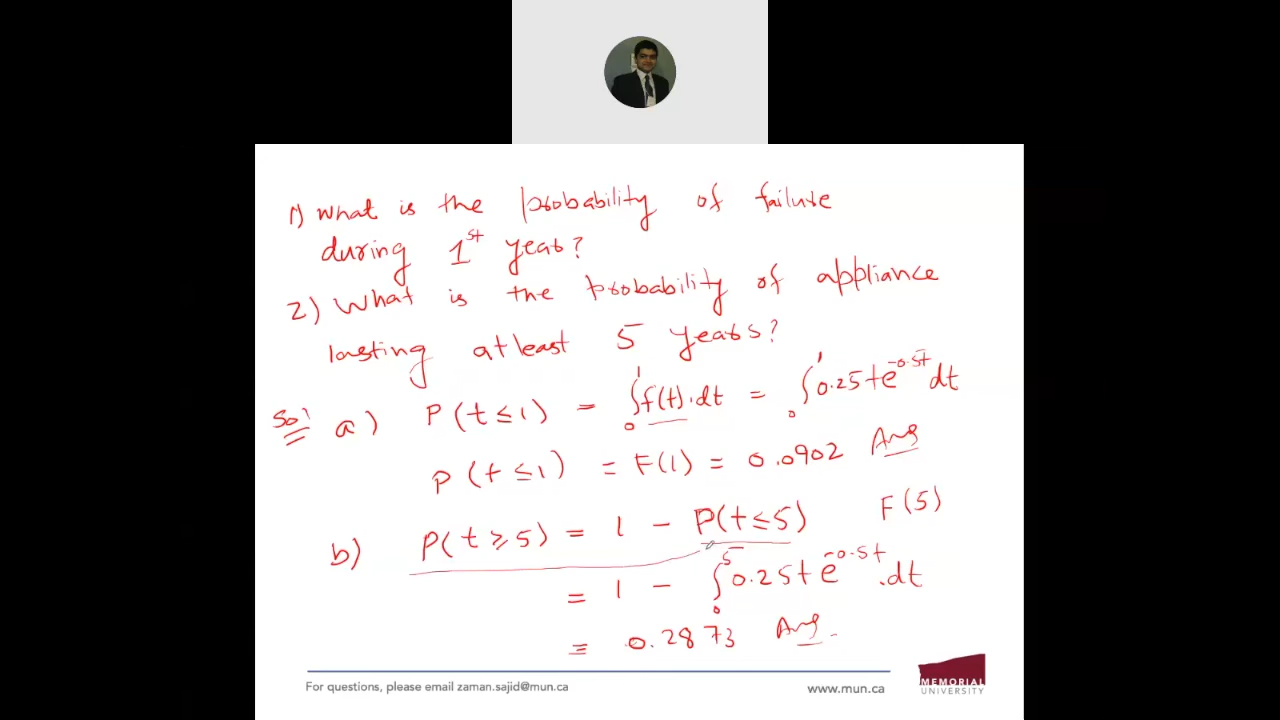 1) What is the probability of failure
during 1st year?
2) What is the probability of appliance
lasting atleast 5 years?
Sol a) P(t ≤ 1) = ∫₀¹ f(t).dt = ∫₀¹ 0.25te^-0.5t dt
P(t ≤ 1) = F(1) = 0.0902 Ans
b) P(t ≥ 5) = 1 - P(t ≤ 5) F(5)
= 1 - ∫₀⁵ 0.25te^-0.5t .dt
= 0.2873 Ans.
For questions, please email zaman.sajid@mun.ca
www.mun.ca
MEMORIAL
UNIVERSITY